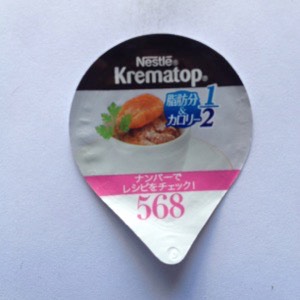 Nestlé®
Krematop®
脂肪分 1/2
&
カロリー
ナンバーで
レシピをチェック!
568